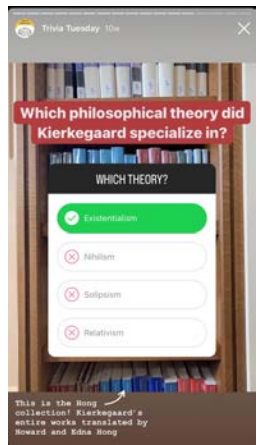 Trivia Tuesday 10w
Which philosophical theory did
Kierkegaard specialize in?
WHICH THEORY?
Existentialism
Nihilism
Solipsism
Relativism
This is the Hong
collection! Kierkegaard's
entire works translated by
Howard and Edna Hong